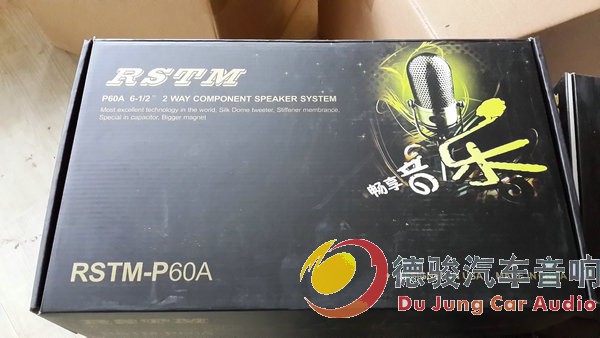 RSTM
P60A 6-1/2" 2 WAY COMPONENT SPEAKER SYSTEM
Most excellent technology in the world, Silk Dome tweeter, Stiffener membrance,
Special in capacitor, Bigger magnet
畅享音乐
RSTM-P60A
德骏汽车音响
Du Jung Car Audio
RSTM